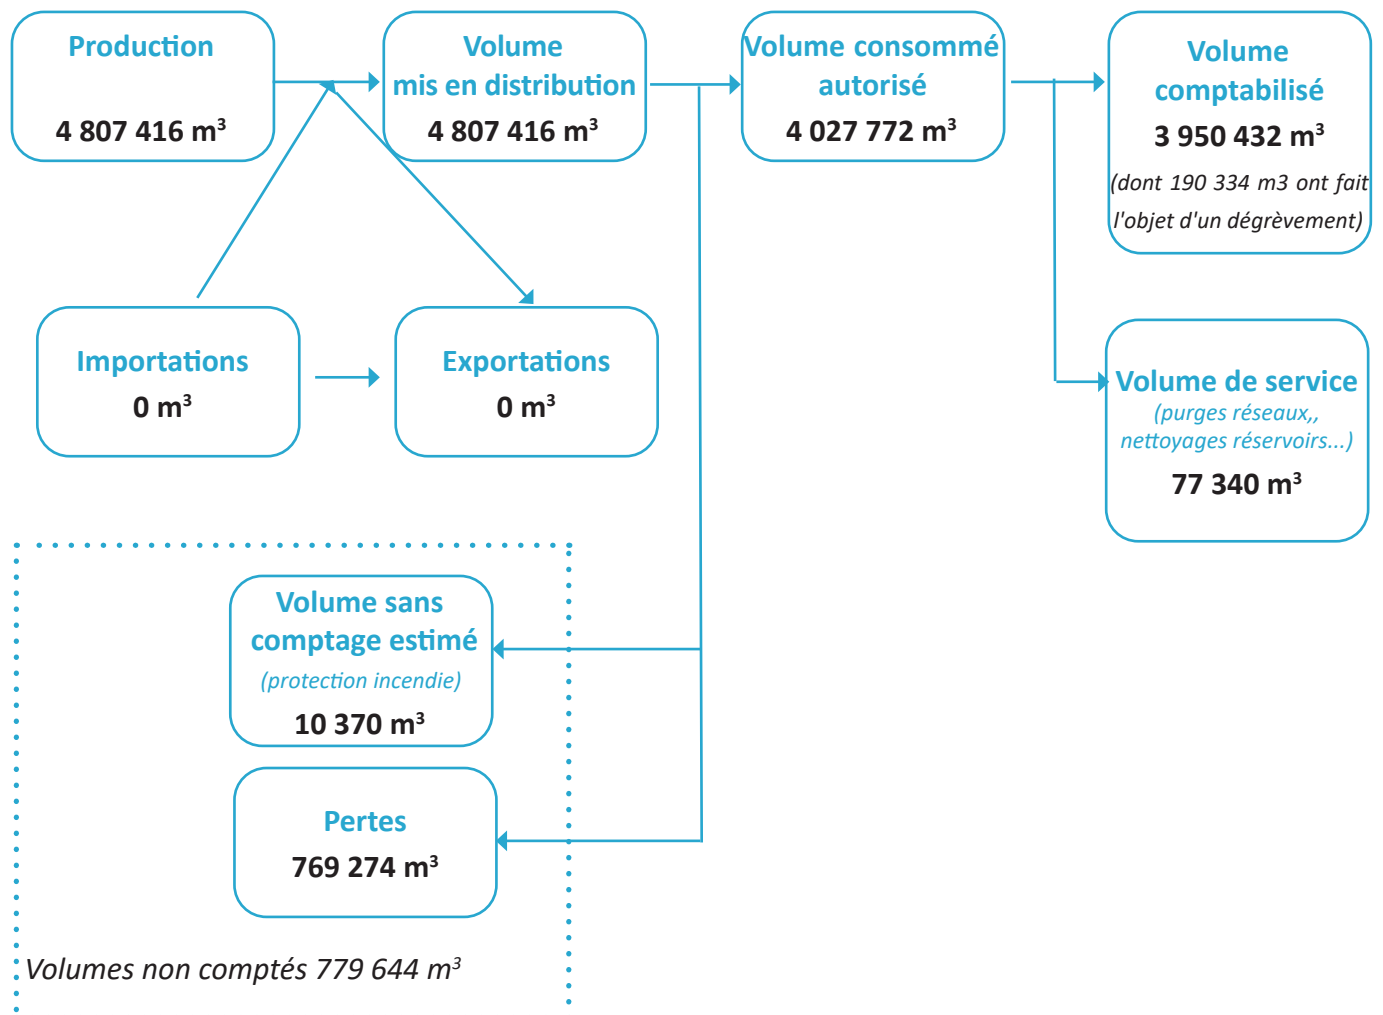 Production
4 807 416 m³
Volume
mis en distribution
4 807 416 m³
Volume consommé
autorisé
4 027 772 m³
Volume
comptabilisé
3 950 432 m³
(dont 190 334 m3 ont fait
l'objet d'un dégrèvement)
Importations
0 m³
Exportations
0 m³
Volume de service
(purges réseaux,,
nettoyages réservoirs...)
77 340 m³
Volume sans
comptage estimé
(protection incendie)
10 370 m³
Pertes
769 274 m³
Volumes non comptés 779 644 m³